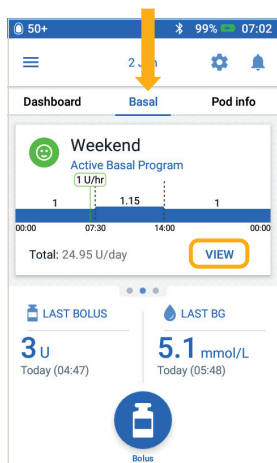 50+ 99% 07:02
2 Jun
Dashboard Basal Pod info
Weekend
Active Basal Program
1 U/hr
1 1.15 1
00:00 07:30 14:00 00:00
Total: 24.95 U/day VIEW
LAST BOLUS LAST BG
3 U 5.1 mmol/L
Today (04:47) Today (05:48)
Bolus